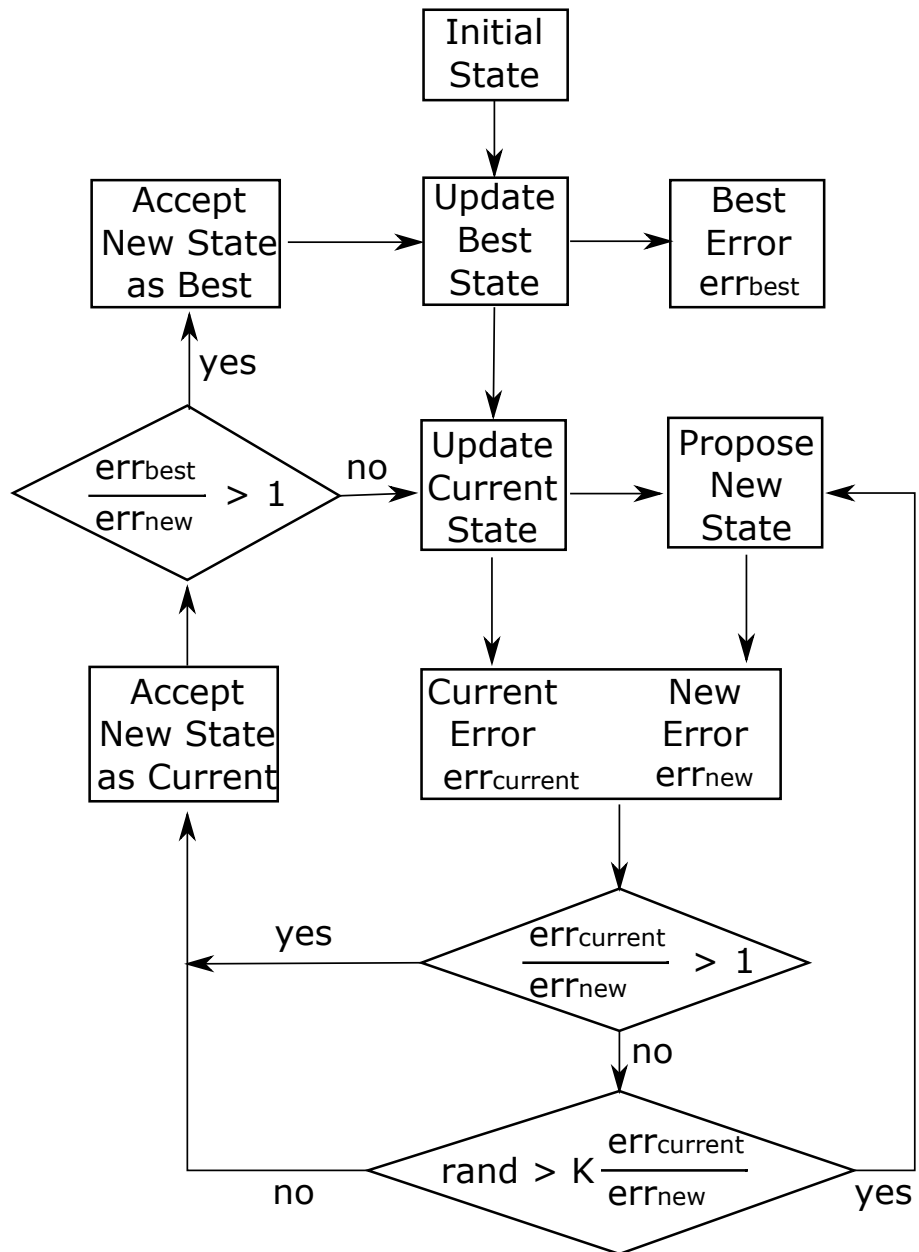 Initial
State
Accept
New State
as Best
Update
Best
State
Best
Error
errbest
yes
errbest
errnew
> 1
no
Update
Current
State
Propose
New
State
Accept
New State
as Current
Current
Error
errcurrent
New
Error
errnew
yes
errcurrent
errnew
> 1
no
rand > K
errcurrent
errnew
no
yes